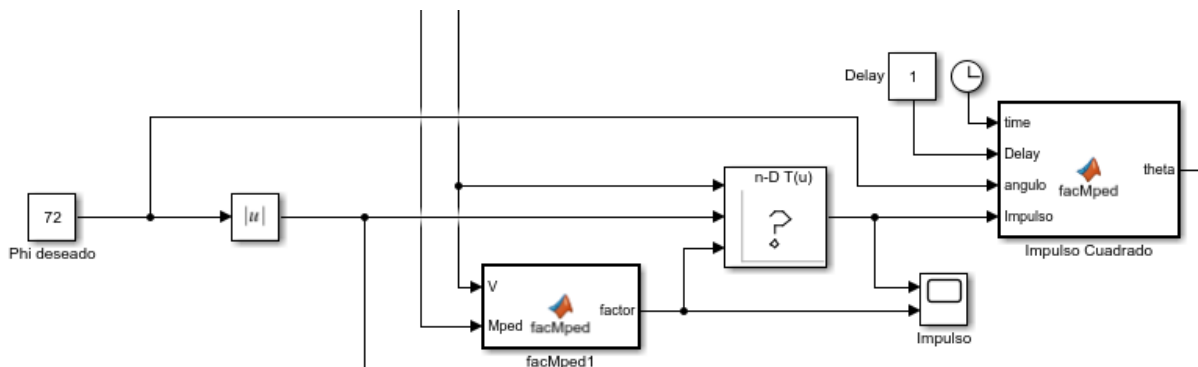 Delay
1
time
Delay
angulo
Impulso
facMped
theta
Impulso Cuadrado
72
Phi deseado
|u|
n-D T(u)
?
V
Mped
facMped
factor
facMped1
Impulso